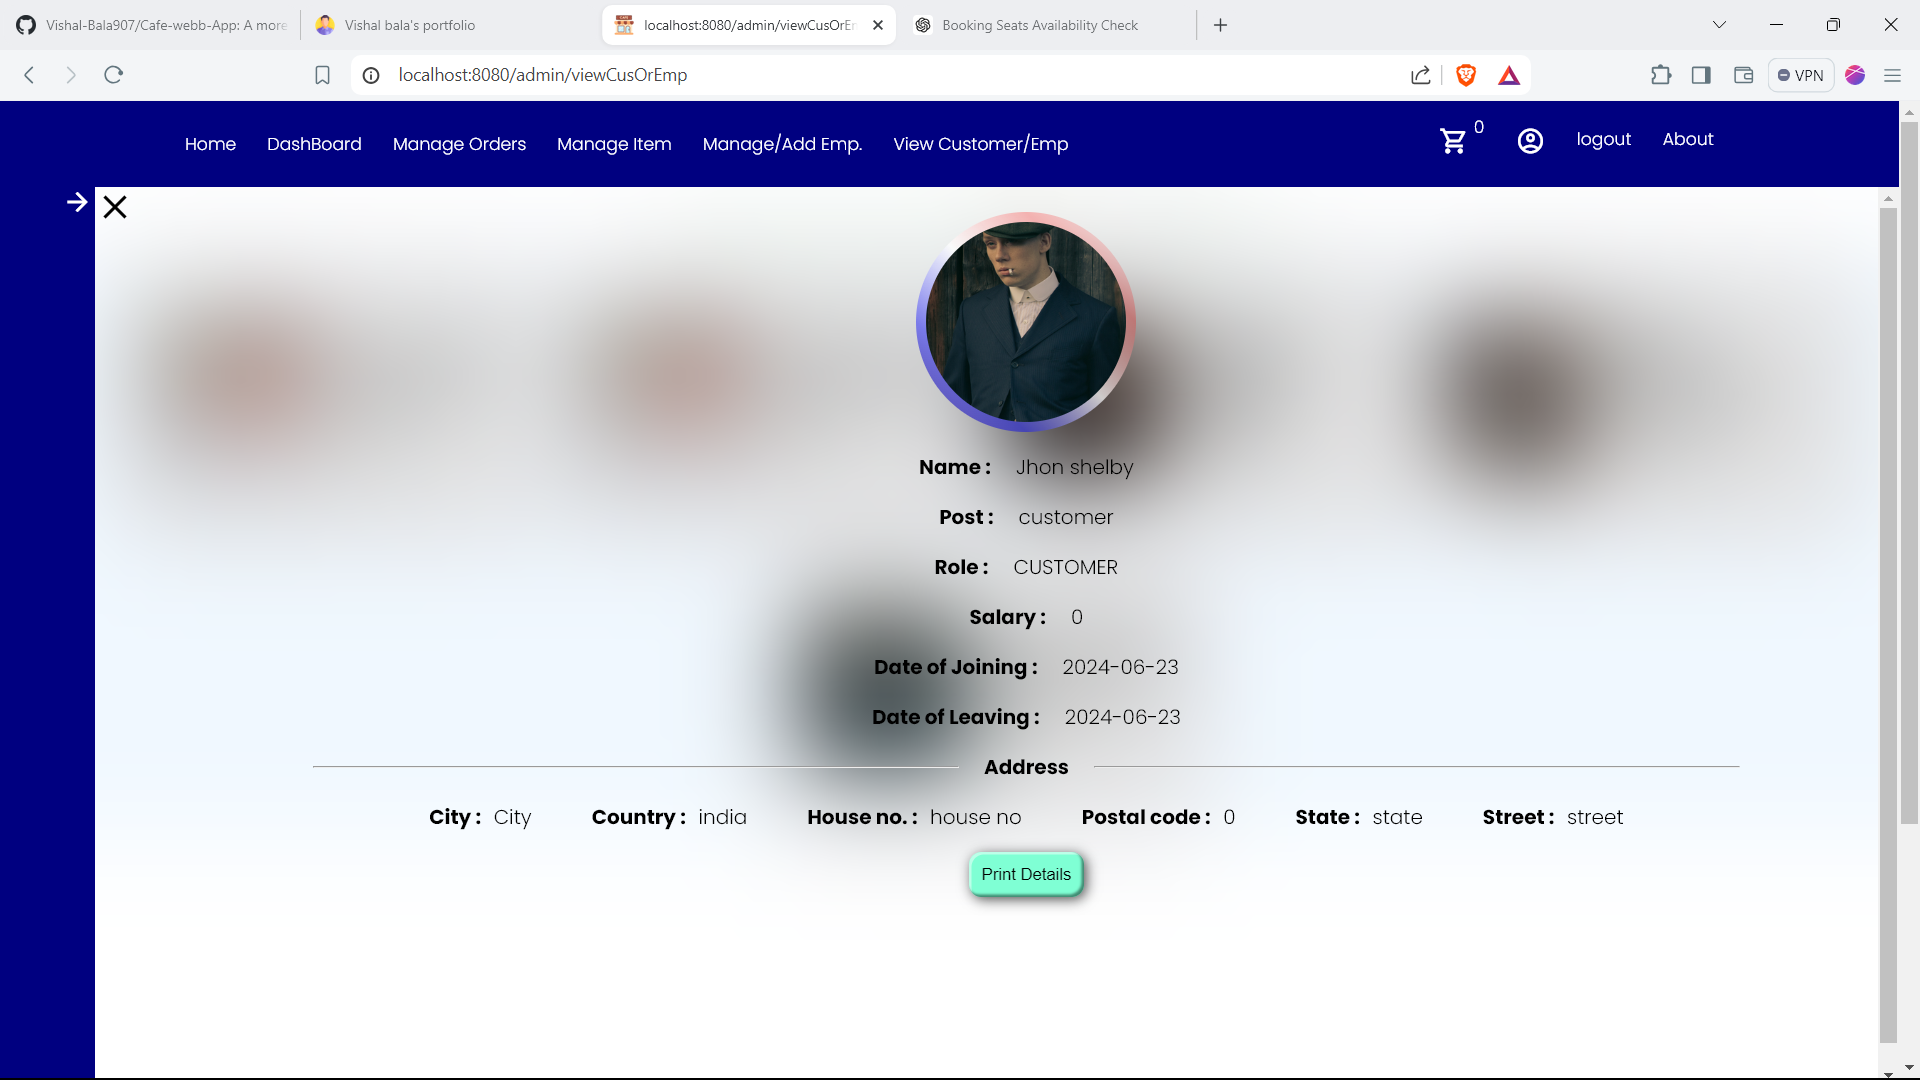 Vishal-Bala907/Cafe-webb-App: A more
Vishal bala's portfolio
localhost:8080/admin/viewCusOrEm
Booking Seats Availability Check
localhost:8080/admin/viewCusOrEmp
VPN
Home DashBoard Manage Orders Manage Item Manage/Add Emp. View Customer/Emp 0 logout About
Name : Jhon shelby
Post : customer
Role : CUSTOMER
Salary : 0
Date of Joining : 2024-06-23
Date of Leaving : 2024-06-23
Address
City : City Country : india House no. : house no Postal code : 0 State : state Street : street
Print Details